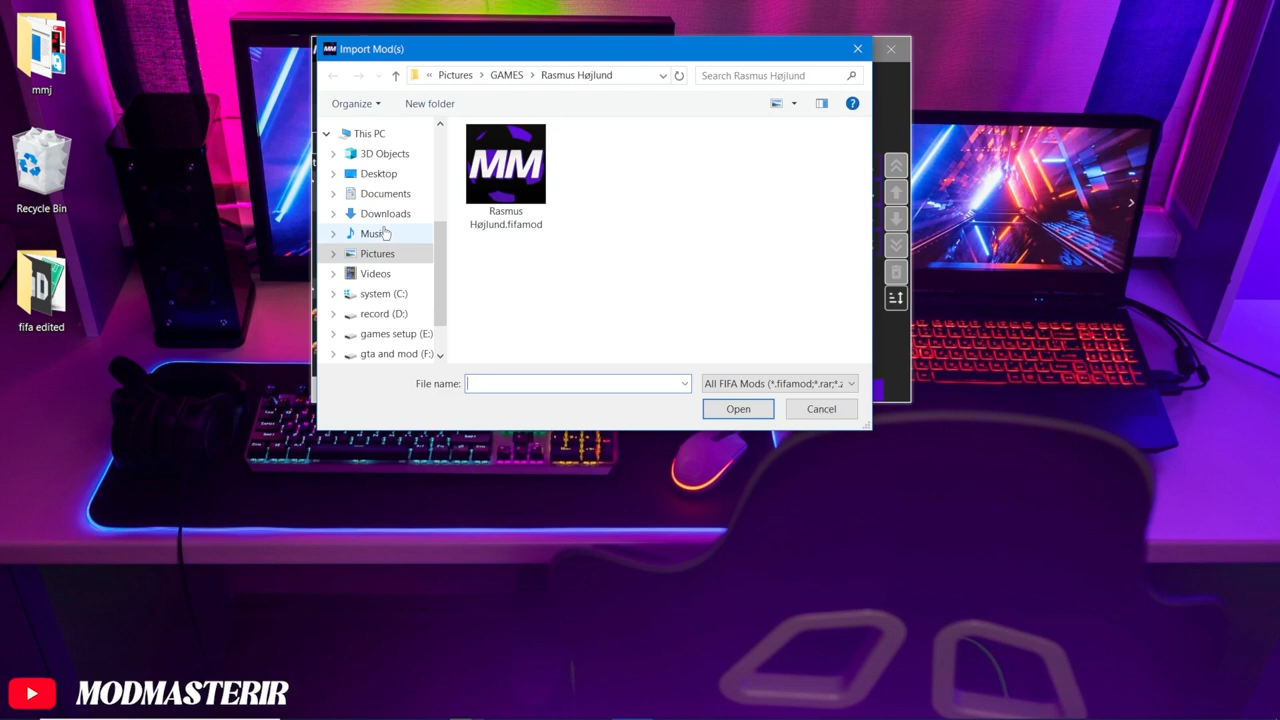 mmj
Recycle Bin
fifa edited
MM
Import Mod(s)
« Pictures > GAMES > Rasmus Højlund
Search Rasmus Højlund
Organize
New folder
?
This PC
3D Objects
Desktop
Documents
Downloads
Music
Pictures
Videos
system (C:)
record (D:)
games setup (E:)
gta and mod (F:)
MM
Rasmus
Højlund.fifamod
File name:
All FIFA Mods (*.fifamod;*.rar;*.z
Open
Cancel
MODMASTERIR